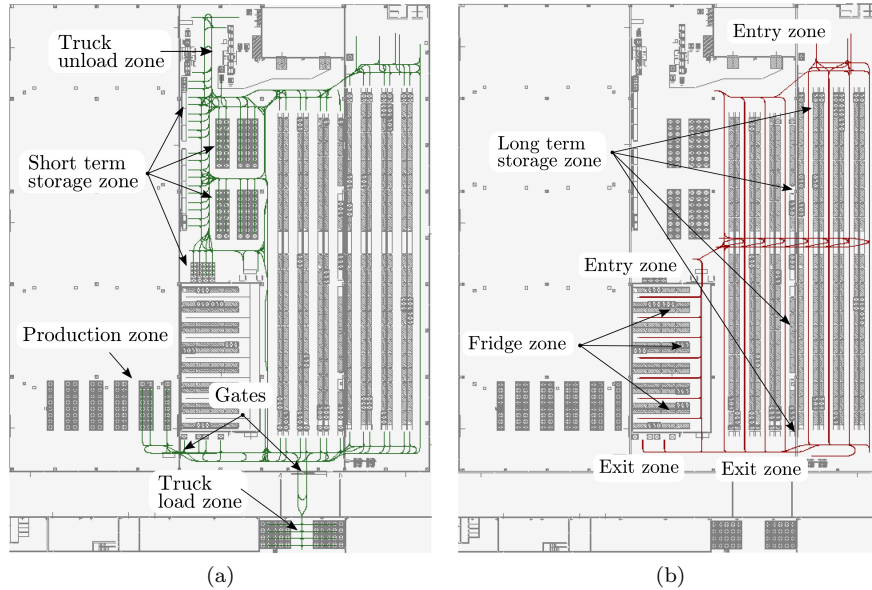 Truck
unload zone
Short term
storage zone
Production zone
Gates
Truck
load zone
(a)
Entry zone
Long term
storage zone
Entry zone
Fridge zone
Exit zone
Exit zone
(b)